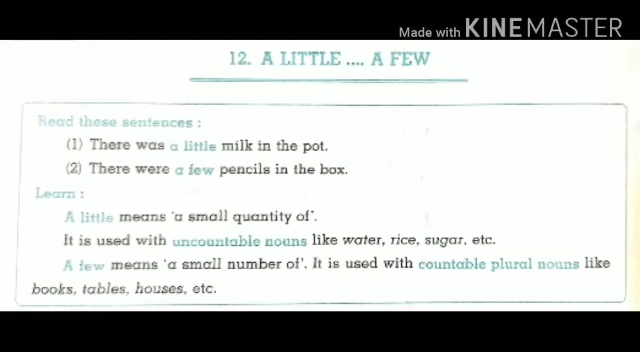 Made with KINEMASTER
12. A LITTLE .... A FEW
Read these sentences :
(1) There was a little milk in the pot.
(2) There were a few pencils in the box.
Learn :
A little means 'a small quantity of'.
It is used with uncountable nouns like water, rice, sugar, etc.
A few means 'a small number of'. It is used with countable plural nouns like
books, tables, houses, etc.